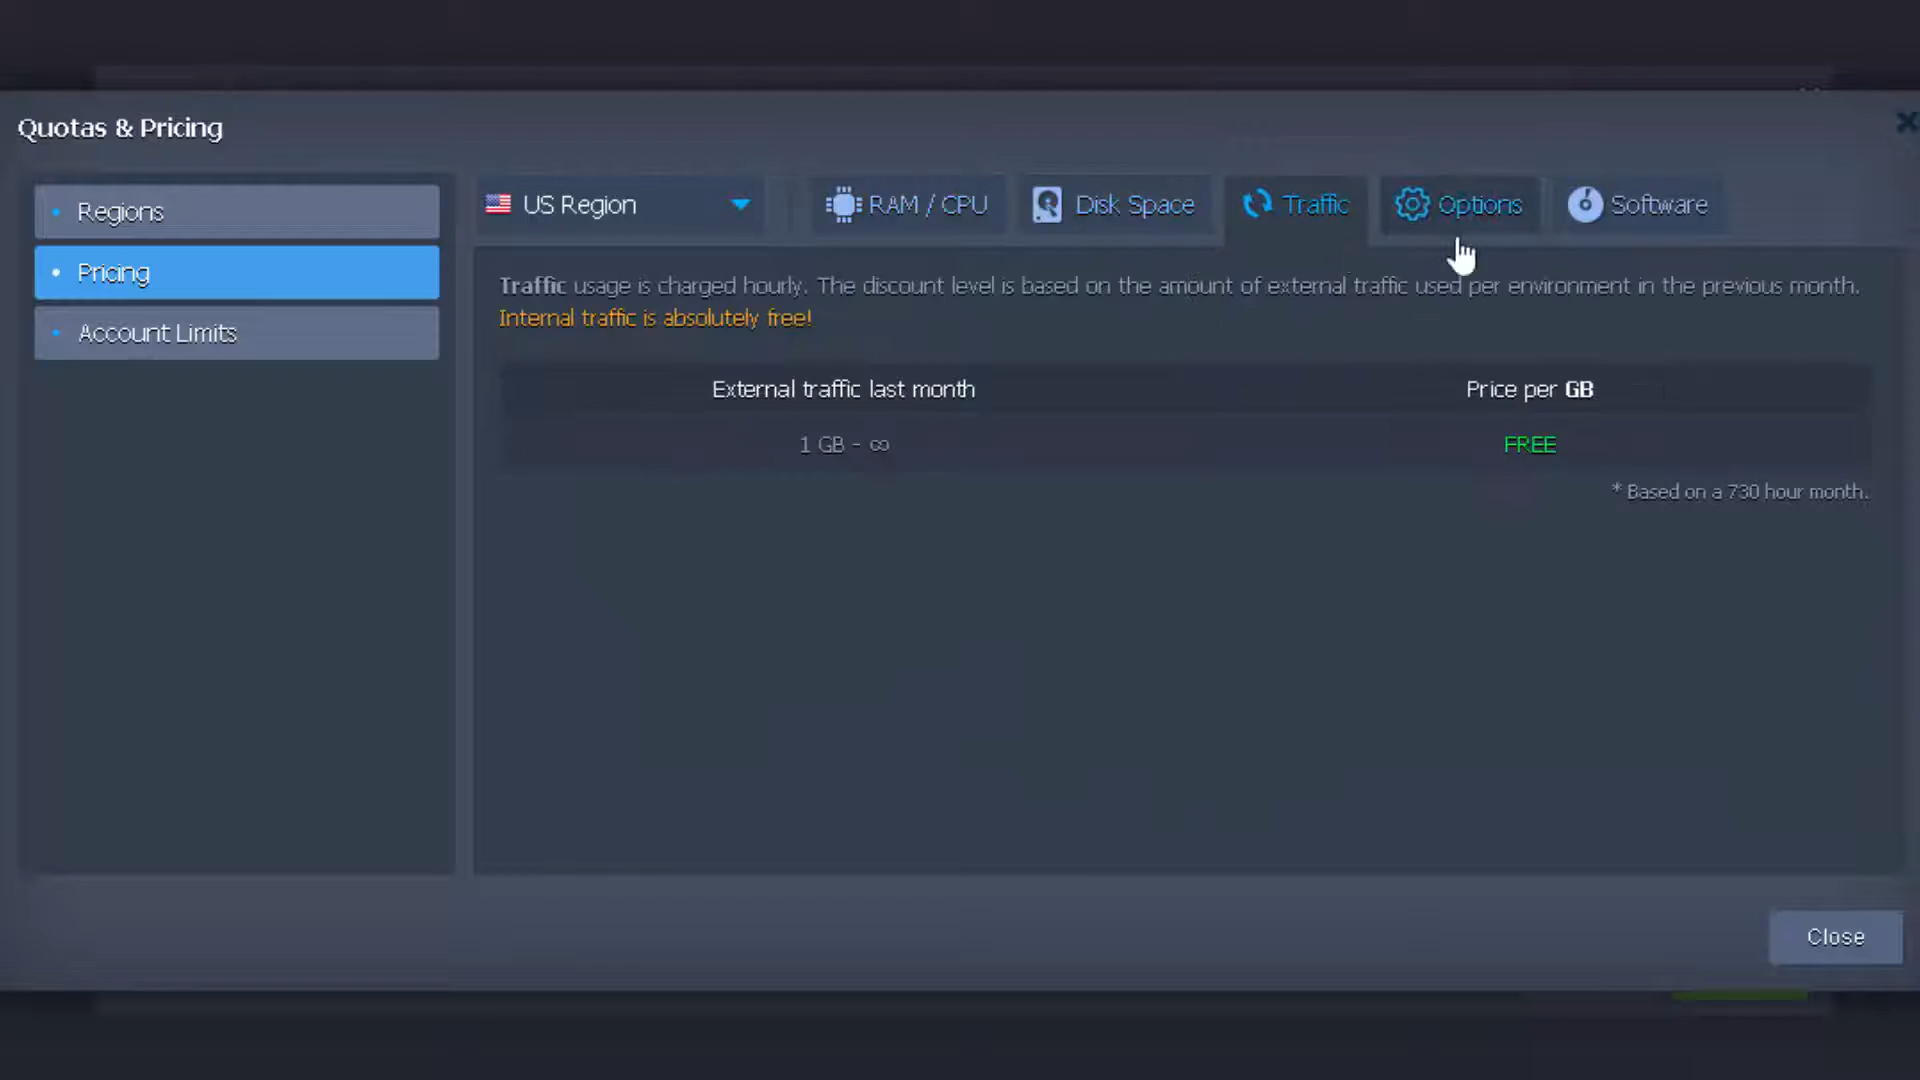 Quotas & Pricing
Regions
Pricing
Account Limits
US Region
RAM / CPU
Disk Space
Traffic
Options
Software
Traffic usage is charged hourly. The discount level is based on the amount of external traffic used per environment in the previous month.
Internal traffic is absolutely free!
External traffic last month
Price per GB
1 GB - ∞
FREE
* Based on a 730 hour month.
Close